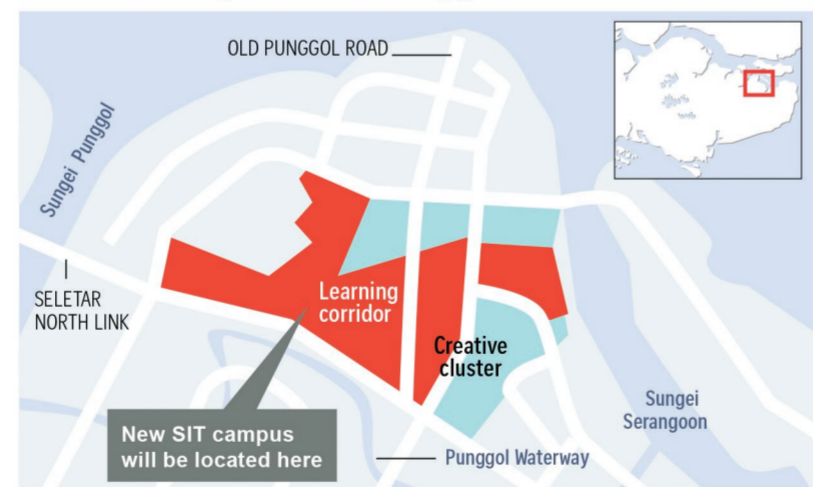 OLD PUNGGOL ROAD
Sungei Punggol
SELETAR
NORTH LINK
Learning
corridor
Creative
cluster
New SIT campus
will be located here
Sungei
Serangoon
Punggol Waterway